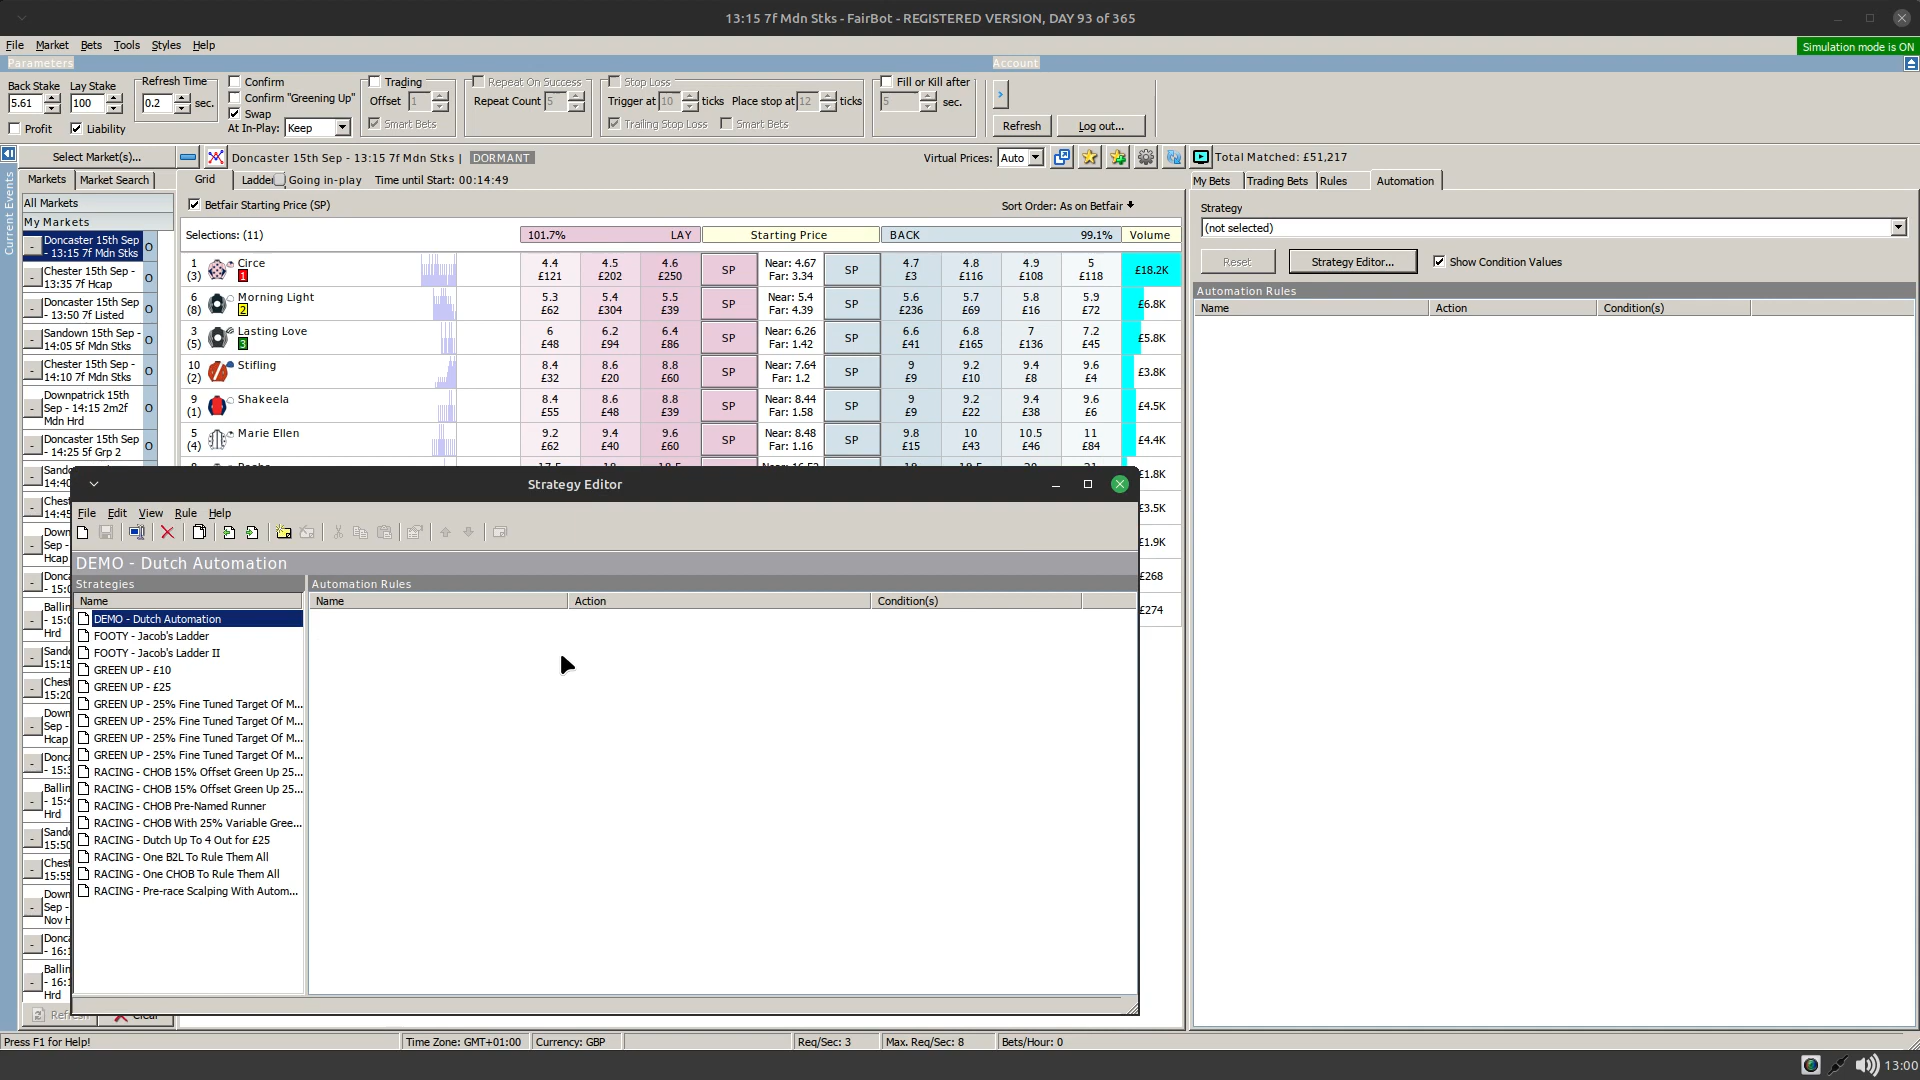 13:15 7f Mdn Stks - FairBot - REGISTERED VERSION, DAY 93 of 365
File Market Bets Tools Styles Help
Simulation mode is ON
Parameters
Account
Back Stake
Lay Stake
Refresh Time
5.61
100
0.2
sec.
Profit
Liability
Confirm
Confirm "Greening Up"
Swap
At In-Play: Keep
Trading
Offset 1
Smart Bets
Repeat On Success
Repeat Count 5
Stop Loss
Trigger at 10 ticks Place stop at 12 ticks
Trailing Stop Loss Smart Bets
Fill or Kill after
5 sec.
Refresh
Log out...
Select Market(s)...
Doncaster 15th Sep - 13:15 7f Mdn Stks | DORMANT
Virtual Prices: Auto
Total Matched: £51,217
Current Events
Markets
Market Search
Grid
Ladder
Going in-play
Time until Start: 00:14:49
My Bets
Trading Bets
Rules
Automation
All Markets
My Markets
Doncaster 15th Sep - 13:15 7f Mdn Stks O
Chester 15th Sep - 13:35 7f Hcap O
Doncaster 15th Sep - 13:50 7f Listed O
Sandown 15th Sep - 14:05 5f Mdn Stks O
Chester 15th Sep - 14:10 7f Mdn Stks O
Downpatrick 15th Sep - 14:15 2m2f Mdn Hrd O
Doncaster 15th Sep - 14:25 5f Grp 2 O
Betfair Starting Price (SP)
Sort Order: As on Betfair
Selections: (11)
101.7% LAY
Starting Price
BACK 99.1%
Volume
1 (3) Circe 1 4.4 £121 4.5 £202 4.6 £250 SP Near: 4.67 Far: 3.34 SP 4.7 £3 4.8 £116 4.9 £108 5 £118 £18.2K
6 (8) Morning Light 2 5.3 £62 5.4 £304 5.5 £39 SP Near: 5.4 Far: 4.39 SP 5.6 £236 5.7 £69 5.8 £16 5.9 £72 £6.8K
3 (5) Lasting Love 3 6 £48 6.2 £94 6.4 £86 SP Near: 6.26 Far: 1.42 SP 6.6 £41 6.8 £165 7 £136 7.2 £45 £5.8K
10 (2) Stifling 8.4 £32 8.6 £20 8.8 £60 SP Near: 7.64 Far: 1.2 SP 9 £9 9.2 £10 9.4 £8 9.6 £4 £3.8K
9 (1) Shakeela 8.4 £55 8.6 £48 8.8 £39 SP Near: 8.44 Far: 1.58 SP 9 £9 9.2 £22 9.4 £38 9.6 £6 £4.5K
5 (4) Marie Ellen 9.2 £62 9.4 £40 9.6 £60 SP Near: 8.48 Far: 1.16 SP 9.8 £15 10 £43 10.5 £46 11 £84 £4.4K
£1.8K
£3.5K
£1.9K
£268
£274
Strategy
(not selected)
Reset
Strategy Editor...
Show Condition Values
Automation Rules
Name Action Condition(s)
Strategy Editor
File Edit View Rule Help
DEMO - Dutch Automation
Strategies
Automation Rules
Name
Name Action Condition(s)
DEMO - Dutch Automation
FOOTY - Jacob's Ladder
FOOTY - Jacob's Ladder II
GREEN UP - £10
GREEN UP - £25
GREEN UP - 25% Fine Tuned Target Of M...
GREEN UP - 25% Fine Tuned Target Of M...
GREEN UP - 25% Fine Tuned Target Of M...
GREEN UP - 25% Fine Tuned Target Of M...
RACING - CHOB 15% Offset Green Up 25...
RACING - CHOB 15% Offset Green Up 25...
RACING - CHOB Pre-Named Runner
RACING - CHOB With 25% Variable Gree...
RACING - Dutch Up To 4 Out for £25
RACING - One B2L To Rule Them All
RACING - One CHOB To Rule Them All
RACING - Pre-race Scalping With Autom...
Refresh
Clear
Press F1 for Help!
Time Zone: GMT+01:00
Currency: GBP
Req/Sec: 3
Max. Req/Sec: 8
Bets/Hour: 0
13:00